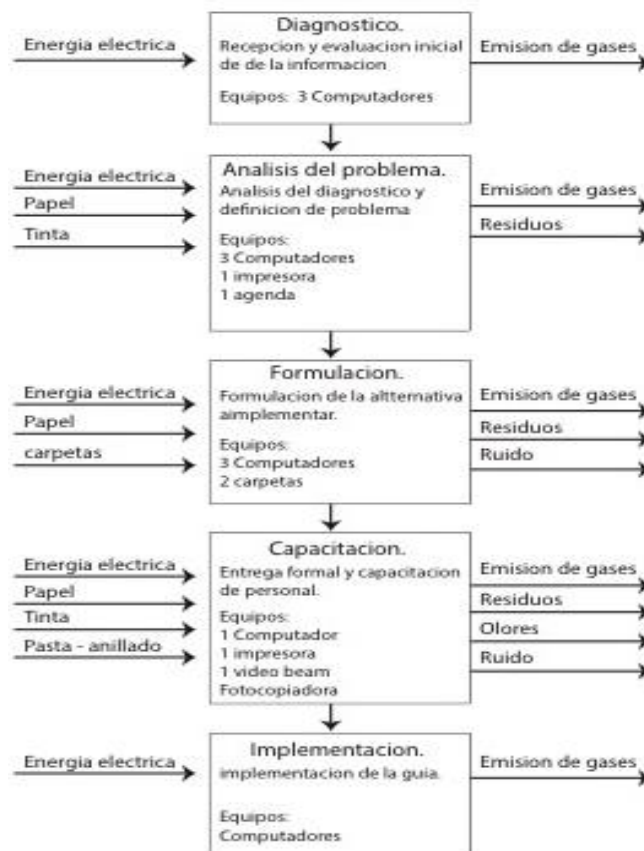 Diagnostico.
Energia electrica
Recepcion y evaluacion inicial
de de la informacion
Equipos: 3 Computadores
Emision de gases
Analisis del problema.
Energia electrica
Papel
Tinta
Analisis del diagnostico y
definicion de problema
Equipos:
3 Computadores
1 impresora
1 agenda
Emision de gases
Residuos
Formulacion.
Energia electrica
Papel
carpetas
Formulacion de la altternativa
aimplementar.
Equipos:
3 Computadores
2 carpetas
Emision de gases
Residuos
Ruido
Capacitacion.
Energia electrica
Papel
Tinta
Pasta - anillado
Entrega formal y capacitacion
de personal.
Equipos:
1 Computador
1 impresora
1 video beam
Fotocopiadora
Emision de gases
Residuos
Olores
Ruido
Implementacion.
Energia electrica
implementacion de la guia.
Equipos:
Computadores
Emision de gases